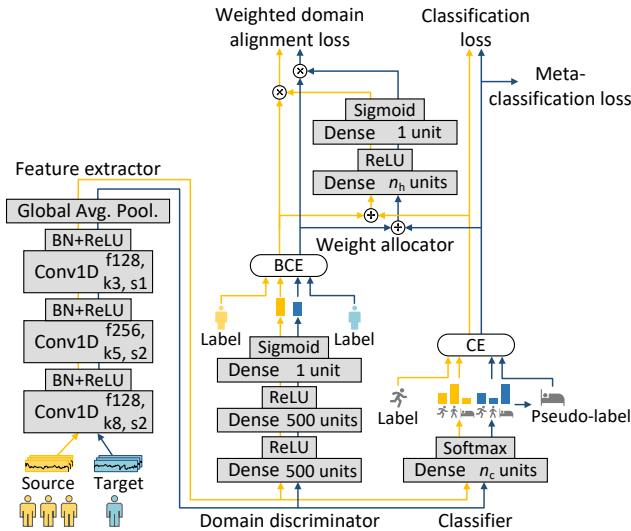 Weighted domain
alignment loss
Classification
loss
Meta-
classification loss
Sigmoid
Dense 1 unit
ReLU
Dense nh units
Weight allocator
Feature extractor
Global Avg. Pool.
BN+ReLU
Conv1D f128,
k3, s1
BN+ReLU
Conv1D f256,
k5, s2
BN+ReLU
Conv1D f128,
k8, s2
Source
Target
BCE
Label
Label
Sigmoid
Dense 1 unit
ReLU
Dense 500 units
ReLU
Dense 500 units
Domain discriminator
CE
Label
Pseudo-label
Softmax
Dense nc units
Classifier